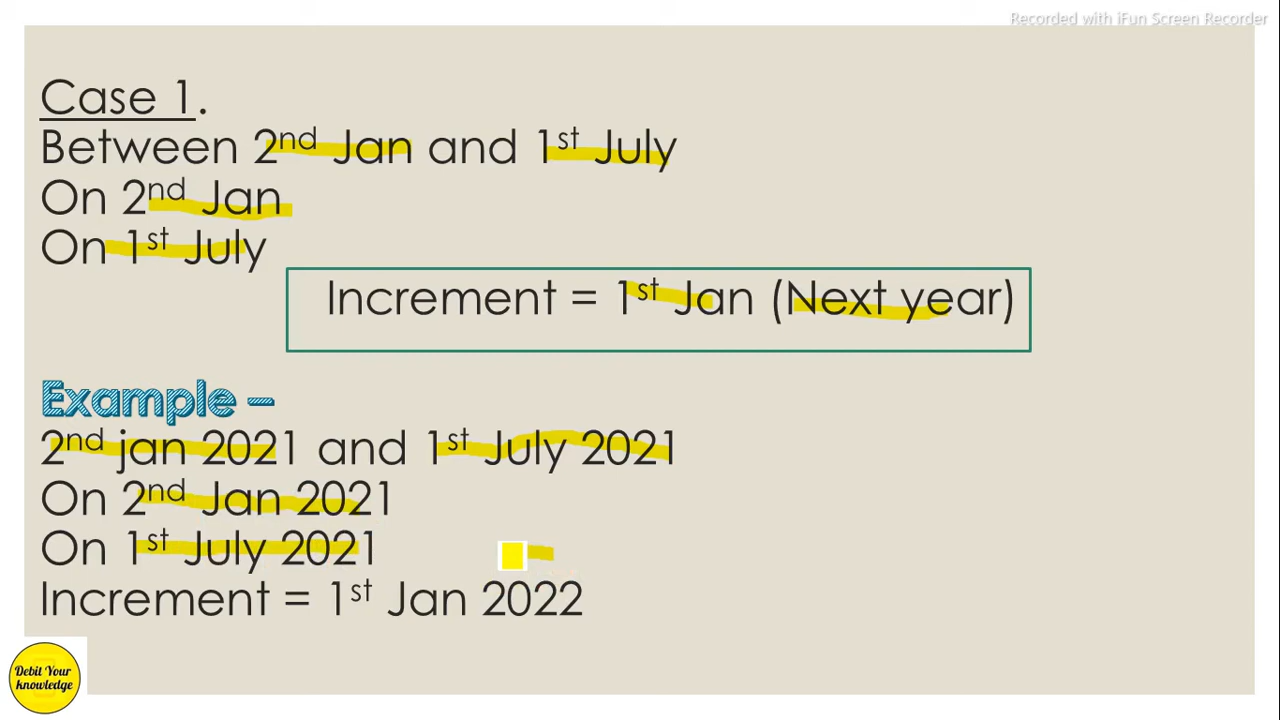 Recorded with iFun Screen Recorder
Case 1.
Between 2nd Jan and 1st July
On 2nd Jan
On 1st July
Increment = 1st Jan (Next year)
Example –
2nd jan 2021 and 1st July 2021
On 2nd Jan 2021
On 1st July 2021
Increment = 1st Jan 2022
Debit Your
knowledge